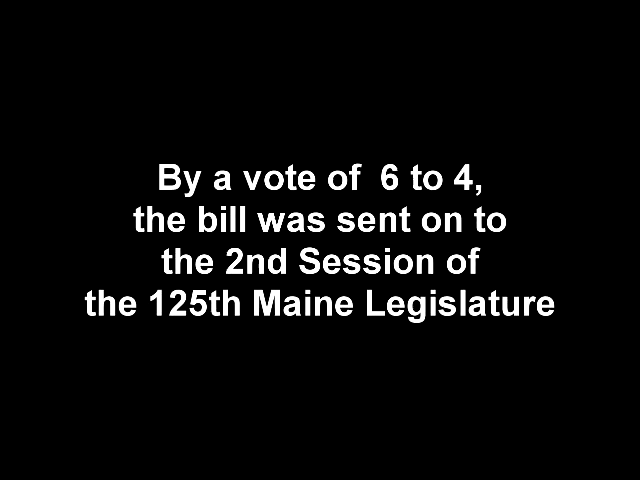 By a vote of  6 to 4,
the bill was sent on to
the 2nd Session of
the 125th Maine Legislature